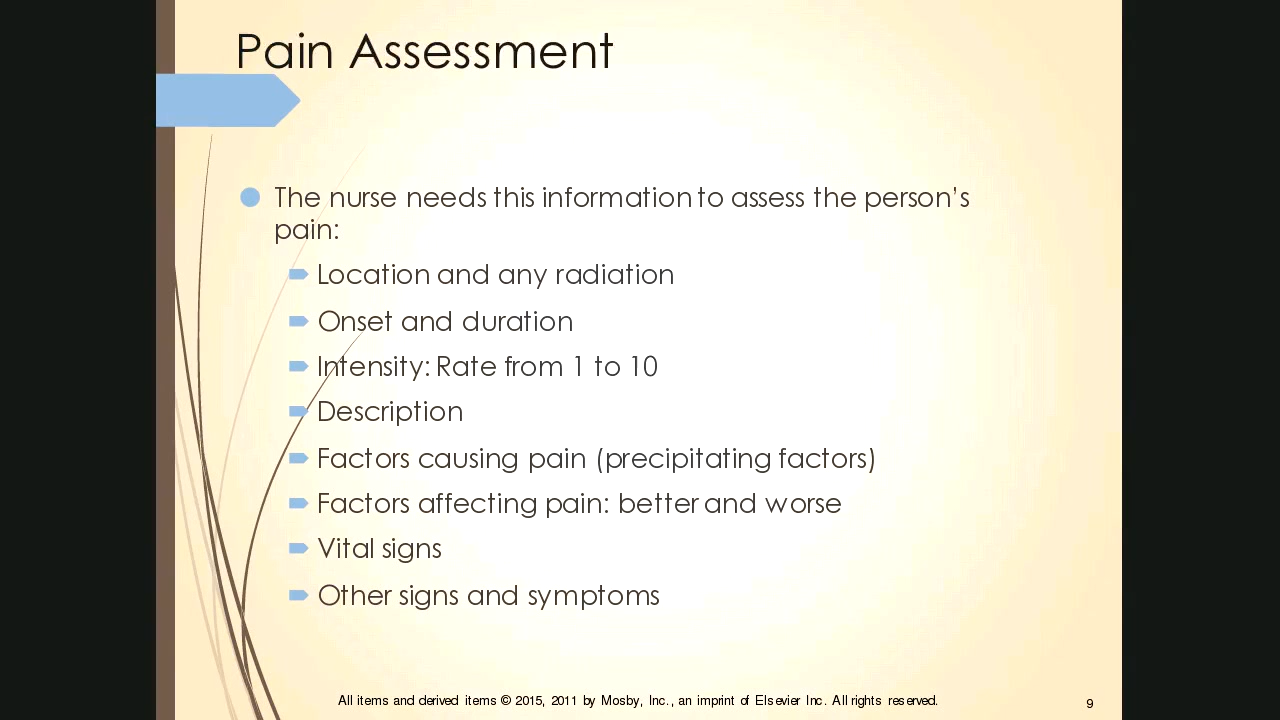 Pain Assessment
The nurse needs this information to assess the person’s
pain:
Location and any radiation
Onset and duration
Intensity: Rate from 1 to 10
Description
Factors causing pain (precipitating factors)
Factors affecting pain: better and worse
Vital signs
Other signs and symptoms
All items and derived items © 2015, 2011 by Mosby, Inc., an imprint of Elsevier Inc. All rights reserved.
9